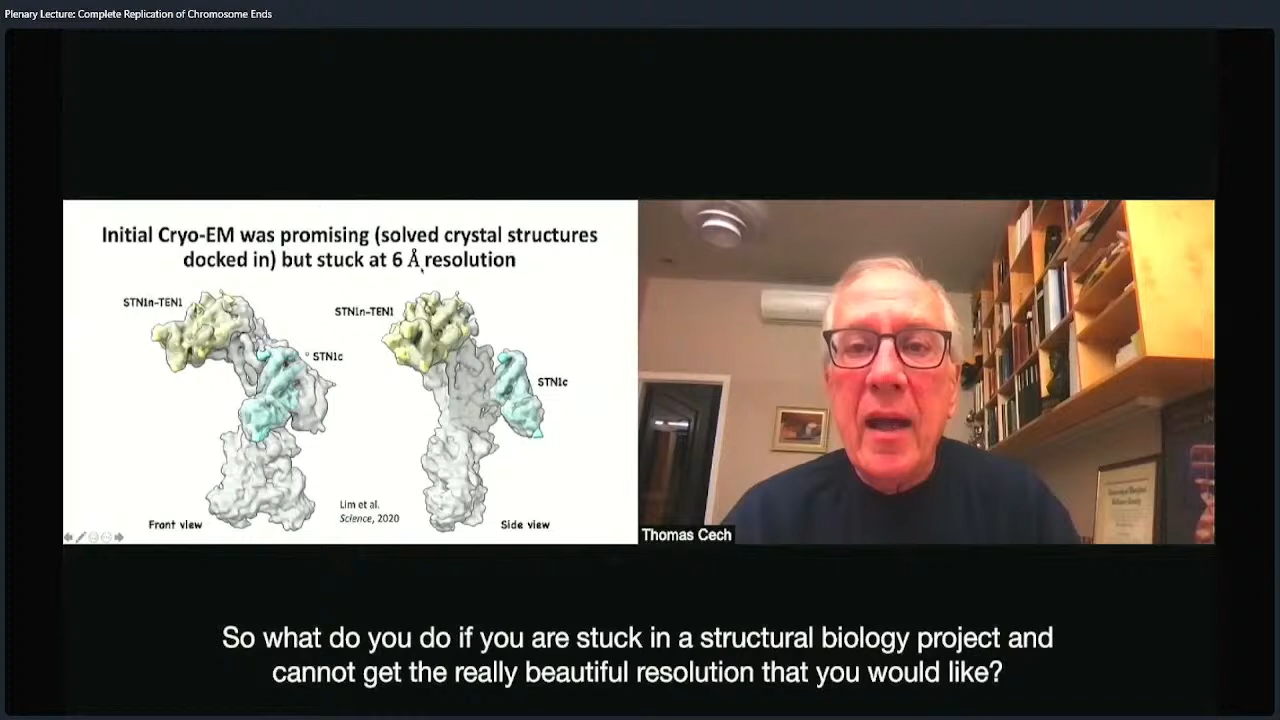 Plenary Lecture: Complete Replication of Chromosome Ends
Initial Cryo-EM was promising (solved crystal structures
docked in) but stuck at 6 Å resolution
STN1n-TEN1
STN1c
STN1n-TEN1
STN1c
Lim et al.
Science, 2020
Front view
Side view
Thomas Cech
So what do you do if you are stuck in a structural biology project and
cannot get the really beautiful resolution that you would like?